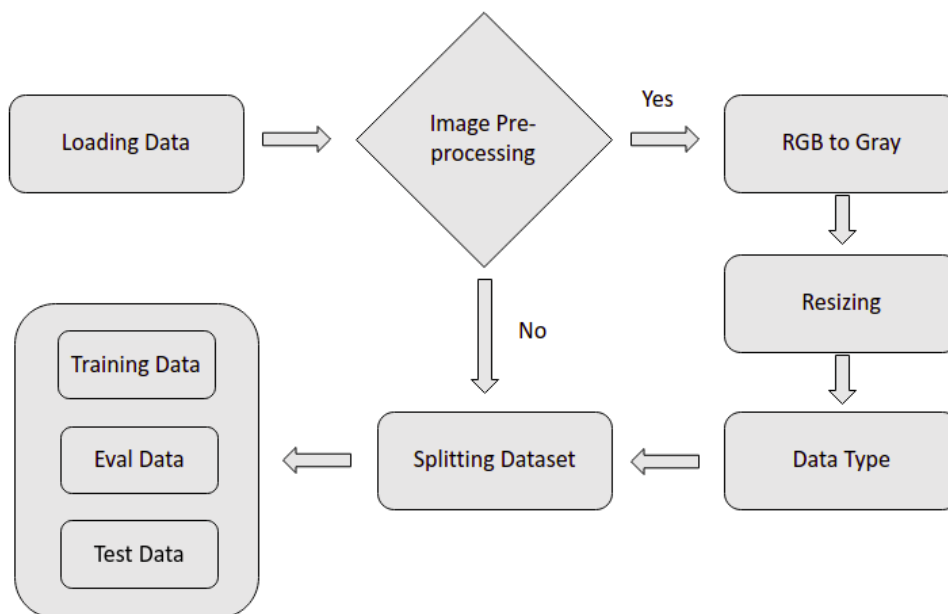 Loading Data
Image Pre-
processing
Yes
RGB to Gray
Resizing
No
Training Data
Eval Data
Test Data
Splitting Dataset
Data Type